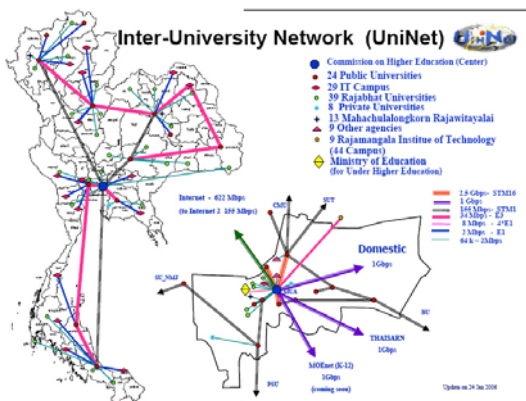 Inter-University Network (UniNet)
UniNet
Commission on Higher Education (Center)
24 Public Universities
29 IT Campus
39 Rajabhat Universities
8 Private Universities
13 Mahachulalongkorn Rajawitayalai
9 Other agencies
9 Rajamangala Institue of Technology
(44 Campus)
Ministry of Education
(for Under Higher Education)
Internet - 622 Mbps
(to Internet 2 155 Mbps)
CMU
SUT
2.5 Gbps- STM16
1 Gbps
155 Mbps- STM1
34 Mbps - E3
8 Mbps - 4*E1
2 Mbps - E1
64 k - 2Mbps
Domestic
1Gbps
SU_NMJ
BU
THAISARN
1Gbps
MOEnet (K-12)
1Gbps
(coming soon)
PSU
Update on 24 Jan 2006